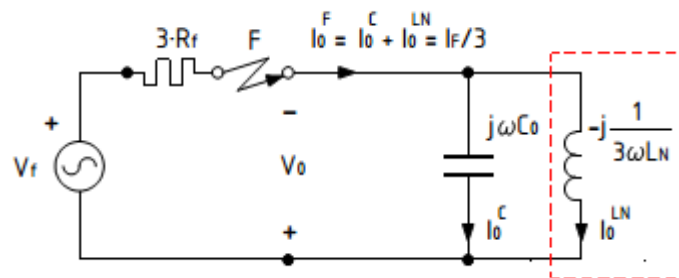 3·Rf
F
I₀ᶠ = I₀ᶜ + I₀ᴸᴺ = IF/3
+
Vf
−
V₀
+
jωC₀
−j 1/3ωLN
I₀ᶜ
I₀ᴸᴺ